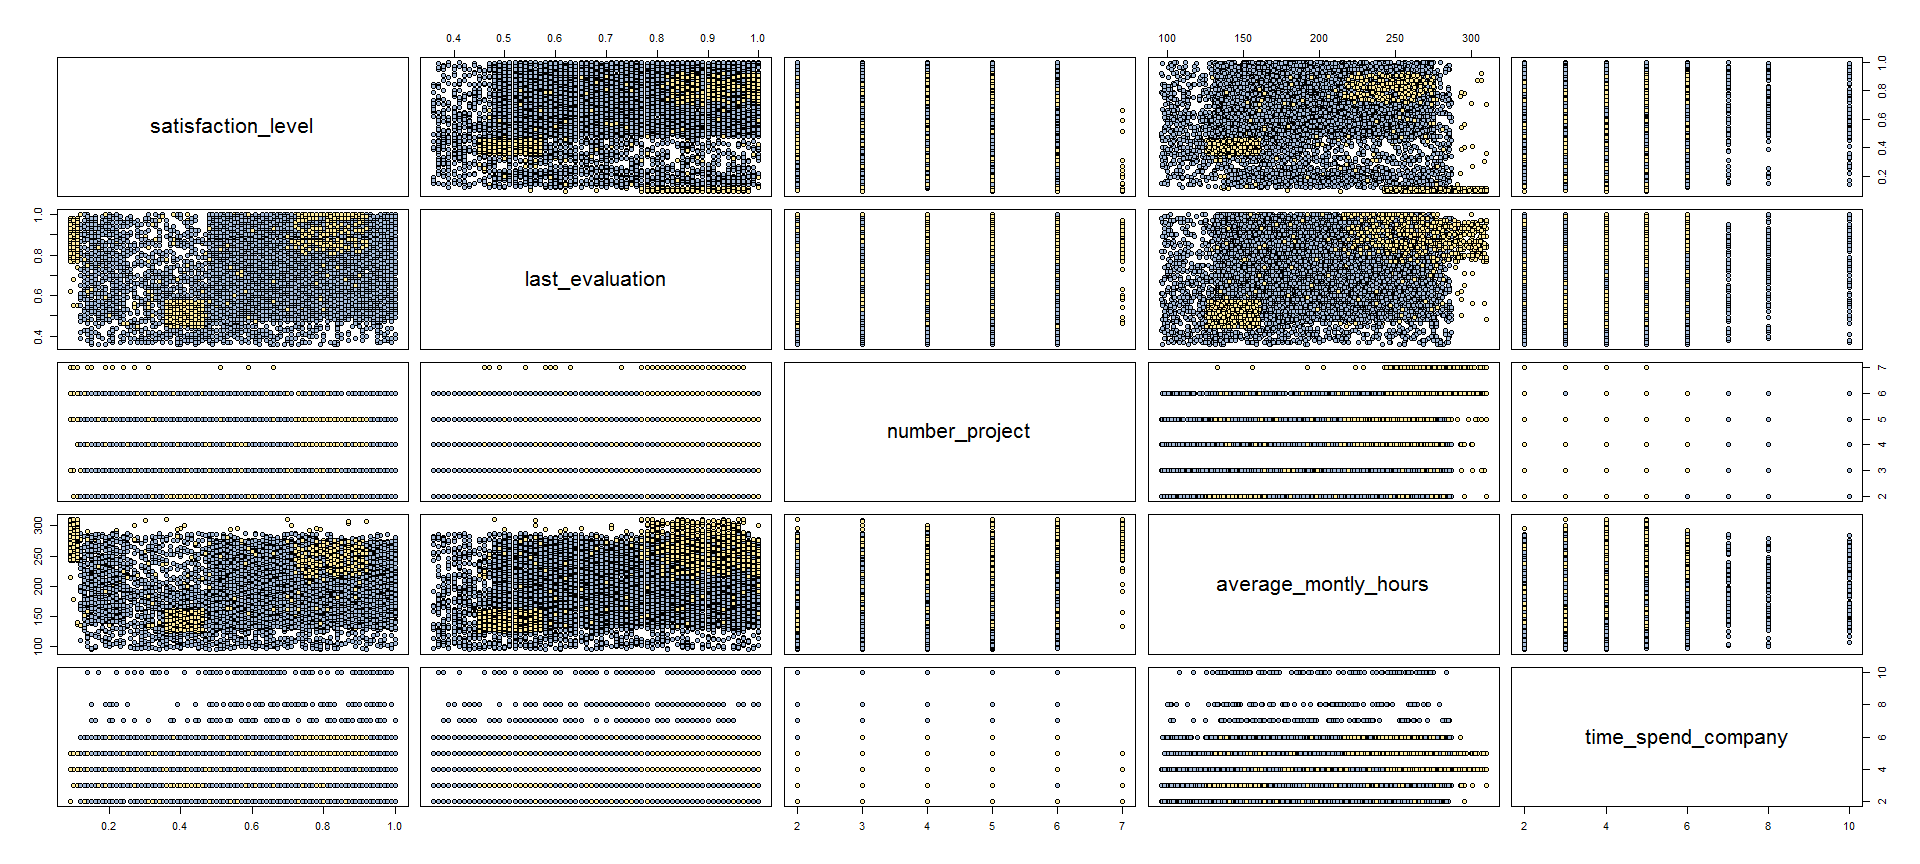 0.4 0.5 0.6 0.7 0.8 0.9 1.0 100 150 200 250 300
satisfaction_level
0.2 0.4 0.6 0.8 1.0
0.4 0.6 0.8 1.0
last_evaluation
number_project
2 3 4 5 6 7
100 150 200 250 300
average_montly_hours
time_spend_company
2 4 6 8 10
0.2 0.4 0.6 0.8 1.0 2 3 4 5 6 7 2 4 6 8 10